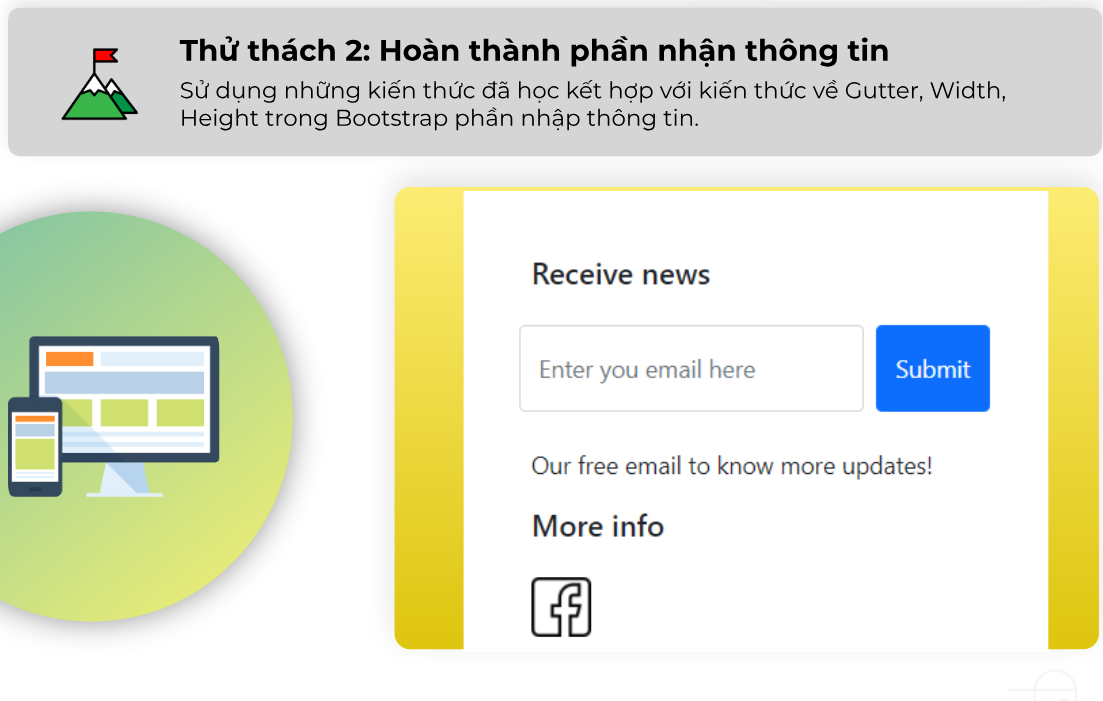 Thử thách 2: Hoàn thành phần nhận thông tin
Sử dụng những kiến thức đã học kết hợp với kiến thức về Gutter, Width,
Height trong Bootstrap phần nhập thông tin.
Receive news
Enter you email here
Submit
Our free email to know more updates!
More info